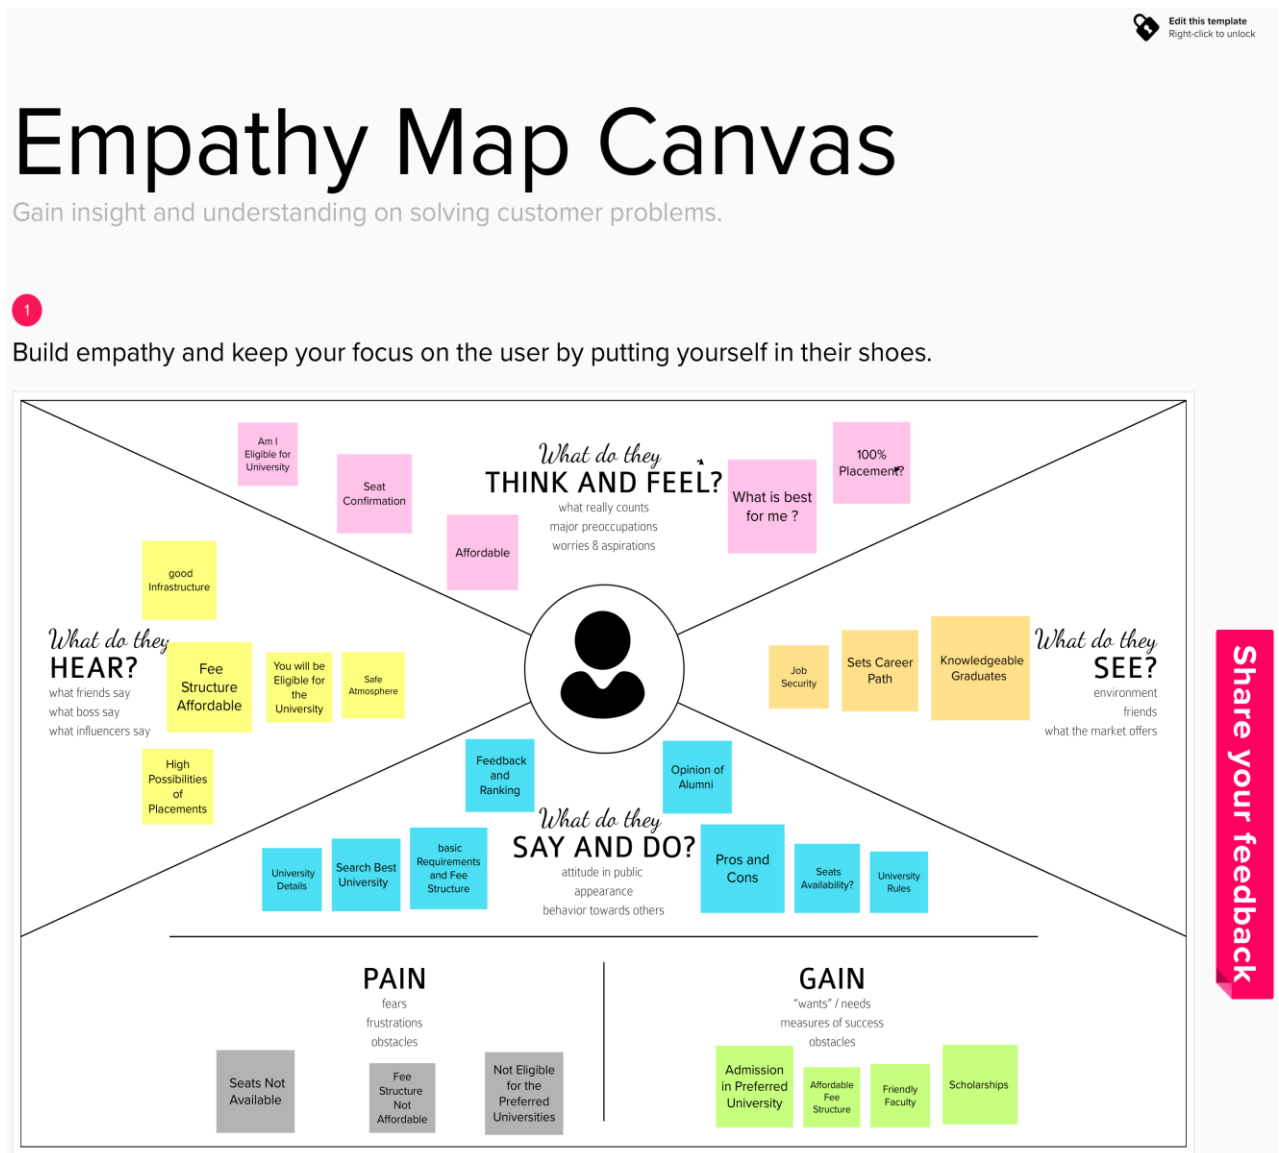 Edit this template
Right-click to unlock
Empathy Map Canvas
Gain insight and understanding on solving customer problems.
1
Build empathy and keep your focus on the user by putting yourself in their shoes.
Am I
Eligible for
University
Seat
Confirmation
Affordable
What do they
THINK AND FEEL?
what really counts
major preoccupations
worries & aspirations
What is best
for me ?
100%
Placement?
good
Infrastructure
What do they
HEAR?
what friends say
what boss say
what influencers say
Fee
Structure
Affordable
You will be
Eligible for
the
University
Safe
Atmosphere
High
Possibilities
of
Placements
Job
Security
Sets Career
Path
Knowledgeable
Graduates
What do they
SEE?
environment
friends
what the market offers
Share your feedback
Feedback
and
Ranking
Opinion of
Alumni
What do they
SAY AND DO?
attitude in public
appearance
behavior towards others
University
Details
Search Best
University
basic
Requirements
and Fee
Structure
Pros and
Cons
Seats
Availability?
University
Rules
PAIN
fears
frustrations
obstacles
Seats Not
Available
Fee
Structure
Not
Affordable
Not Eligible
for the
Preferred
Universities
GAIN
“wants” / needs
measures of success
obstacles
Admission
in Preferred
University
Affordable
Fee
Structure
Friendly
Faculty
Scholarships